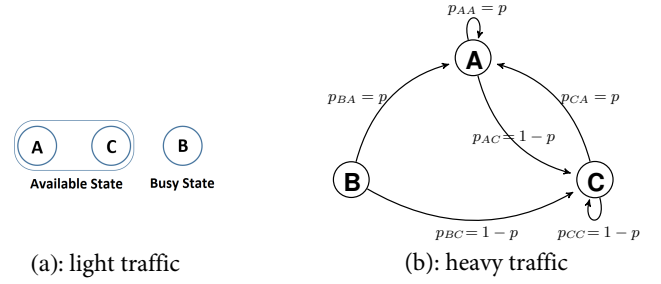 A C B
Available State Busy State
(a): light traffic
p_{AA} = p
A
p_{BA} = p
p_{CA} = p
p_{AC} = 1 − p
B
C
p_{BC} = 1 − p
p_{CC} = 1 − p
(b): heavy traffic